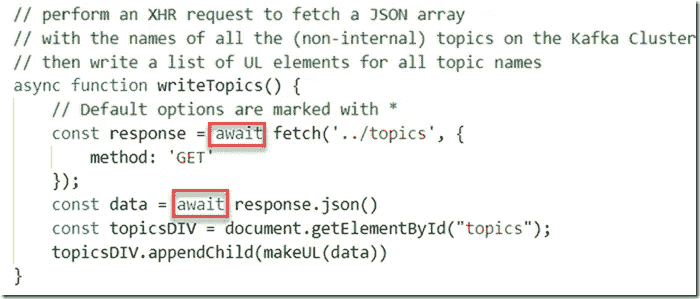 // perform an XHR request to fetch a JSON array
// with the names of all the (non-internal) topics on the Kafka Cluster
// then write a list of UL elements for all topic names
async function writeTopics() {
// Default options are marked with *
const response = await fetch('../topics', {
method: 'GET'
});
const data = await response.json()
const topicsDIV = document.getElementById("topics");
topicsDIV.appendChild(makeUL(data))
}